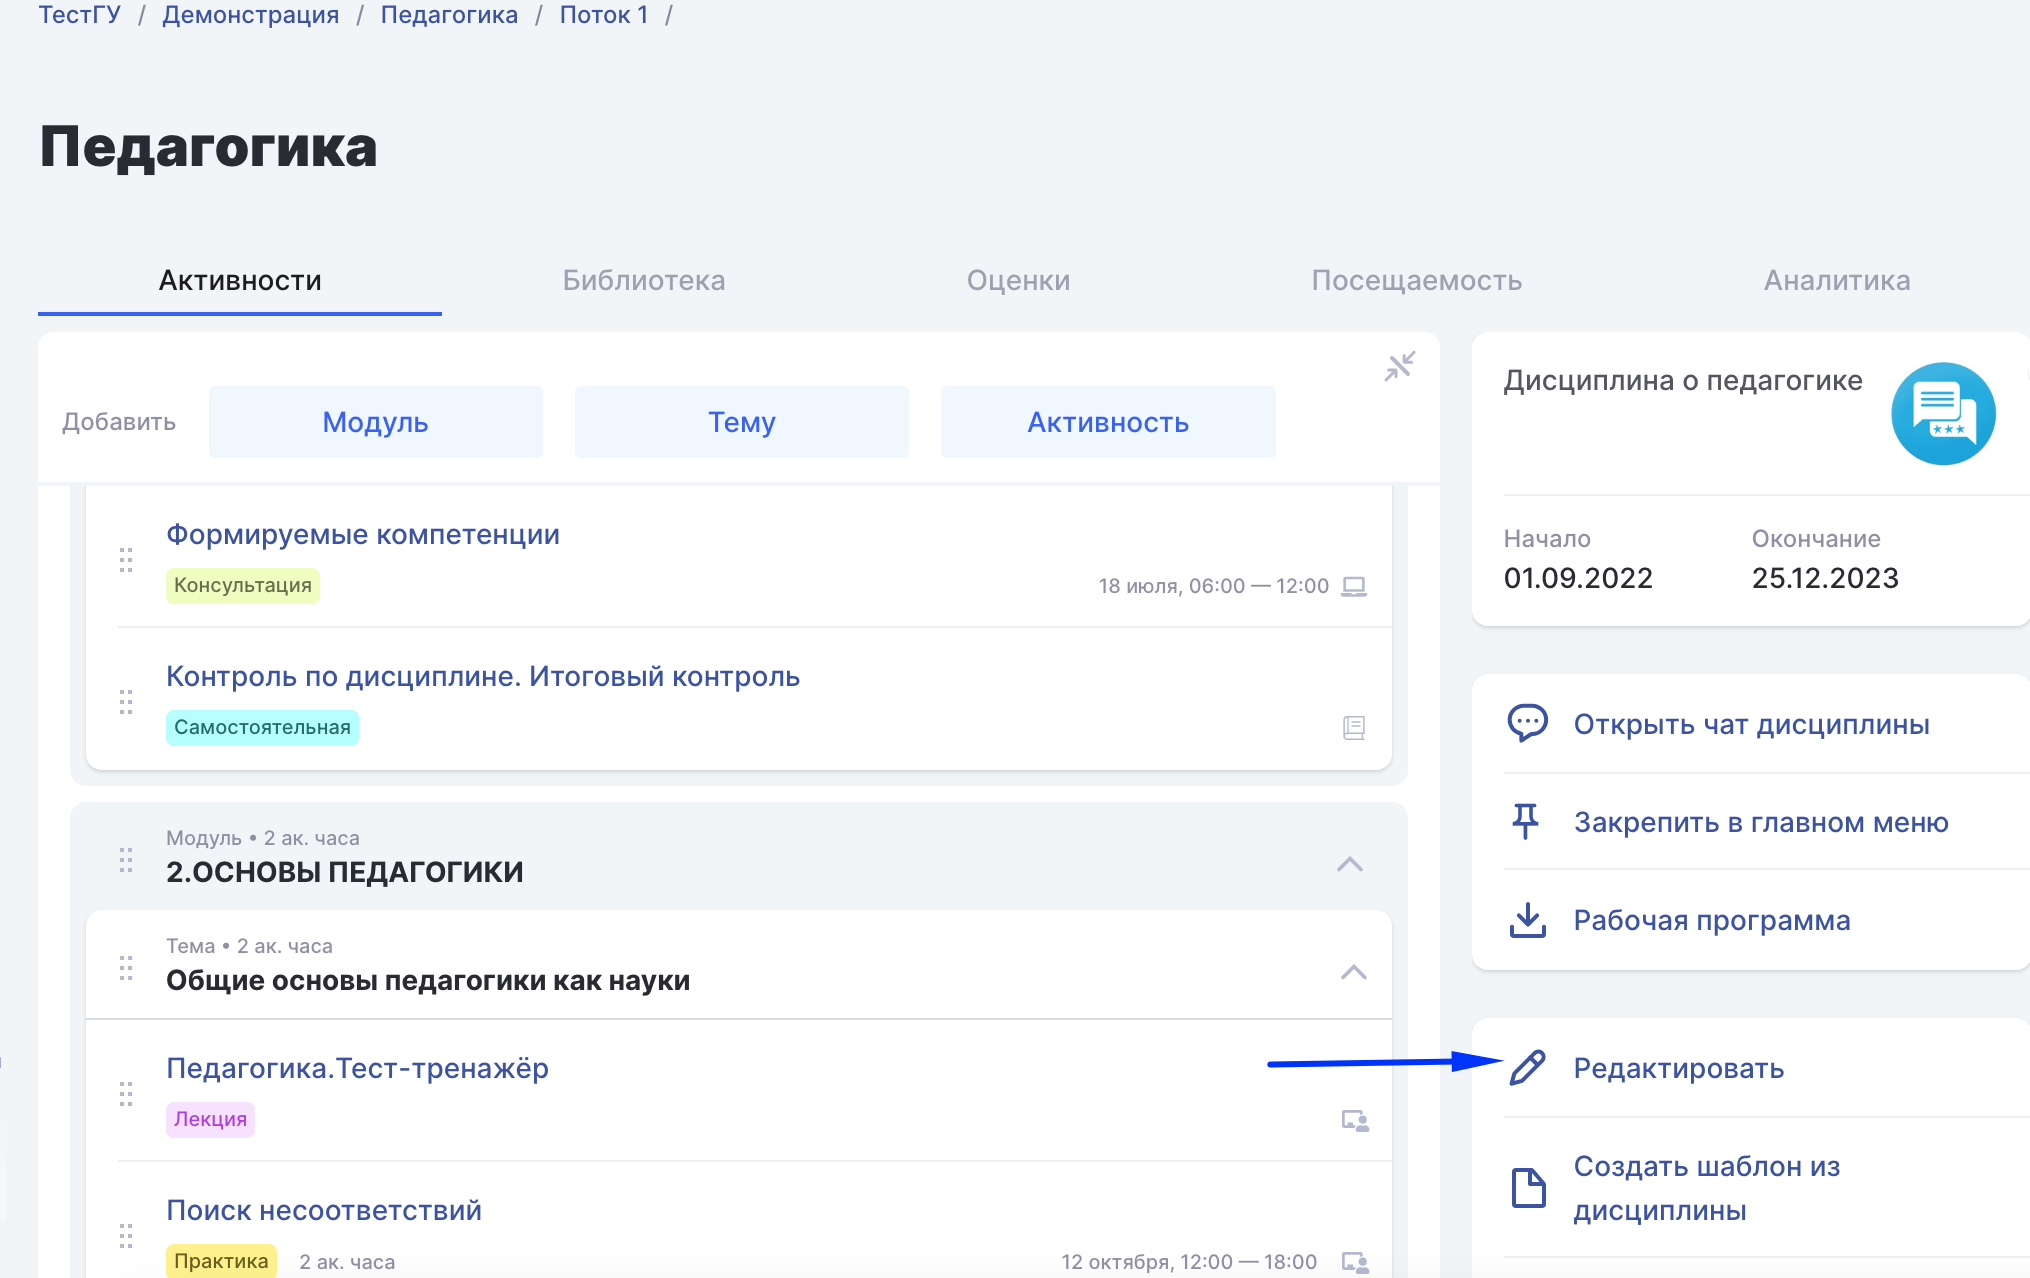 ТестГУ / Демонстрация / Педагогика / Поток 1 /
Педагогика
Активности
Библиотека
Оценки
Посещаемость
Аналитика
Добавить
Модуль
Тему
Активность
Формируемые компетенции
Консультация
18 июля, 06:00 — 12:00
Контроль по дисциплине. Итоговый контроль
Самостоятельная
Модуль • 2 ак. часа
2.ОСНОВЫ ПЕДАГОГИКИ
Тема • 2 ак. часа
Общие основы педагогики как науки
Педагогика.Тест-тренажёр
Лекция
Поиск несоответствий
Практика
2 ак. часа
12 октября, 12:00 — 18:00
Дисциплина о педагогике
Начало
01.09.2022
Окончание
25.12.2023
Открыть чат дисциплины
Закрепить в главном меню
Рабочая программа
Редактировать
Создать шаблон из
дисциплины